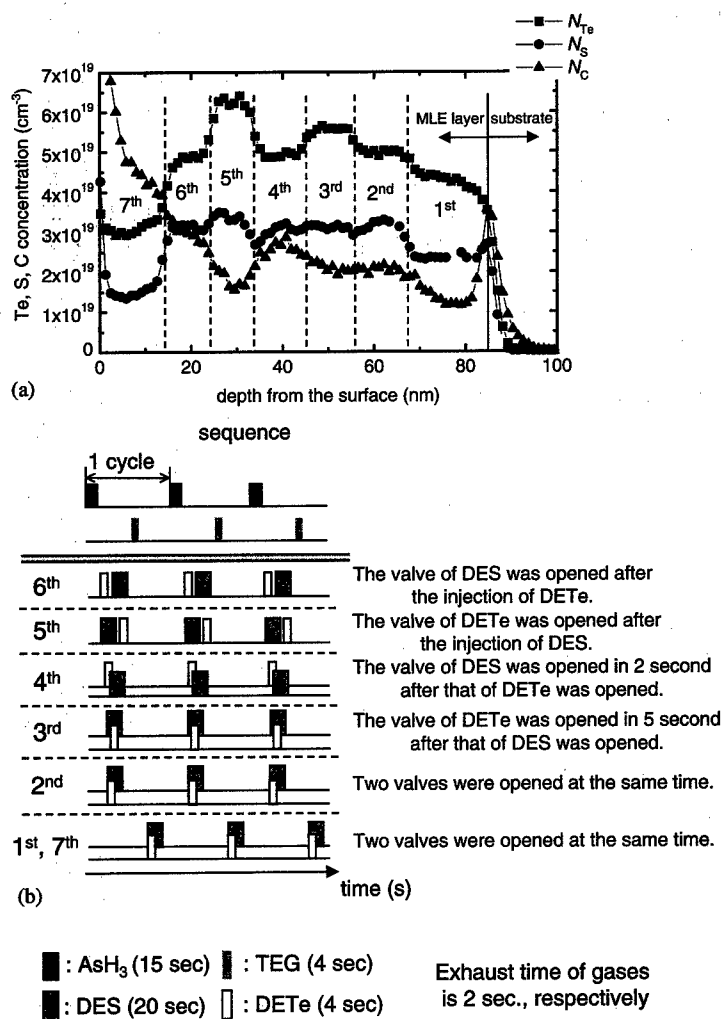 N_Te
N_S
N_C
7x10^19
6x10^19
5x10^19
4x10^19
3x10^19
2x10^19
1x10^19
0
Te, S, C concentration (cm^-3)
MLE layer substrate
7th
6th
5th
4th
3rd
2nd
1st
0 20 40 60 80 100
depth from the surface (nm)
(a)
sequence
1 cycle
6th
The valve of DES was opened after
the injection of DETe.
5th
The valve of DETe was opened after
the injection of DES.
4th
The valve of DES was opened in 2 second
after that of DETe was opened.
3rd
The valve of DETe was opened in 5 second
after that of DES was opened.
2nd
Two valves were opened at the same time.
1st, 7th
Two valves were opened at the same time.
time (s)
(b)
: AsH3 (15 sec) : TEG (4 sec)
: DES (20 sec) : DETe (4 sec)
Exhaust time of gases
is 2 sec., respectively